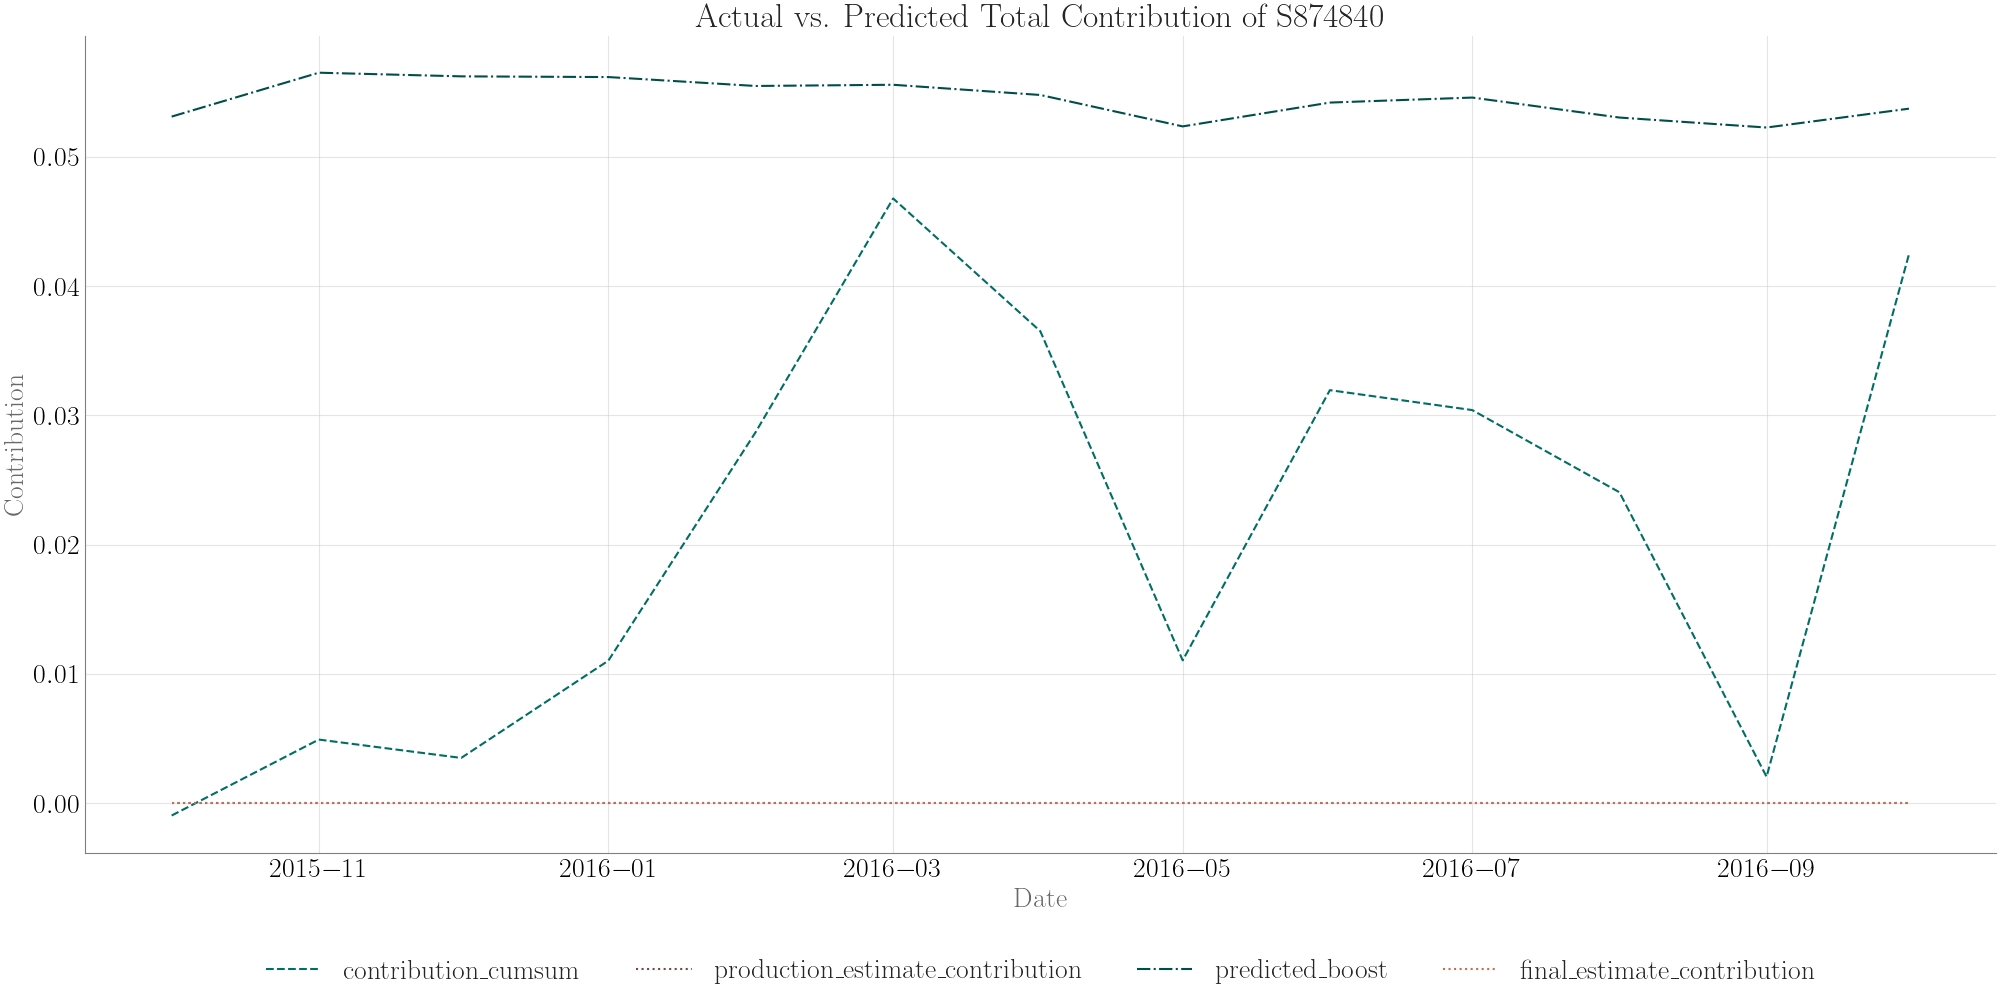 Actual vs. Predicted Total Contribution of S874840
Contribution
0.05
0.04
0.03
0.02
0.01
0.00
2015–11 2016–01 2016–03 2016–05 2016–07 2016–09
Date
contribution_cumsum production_estimate_contribution predicted_boost final_estimate_contribution